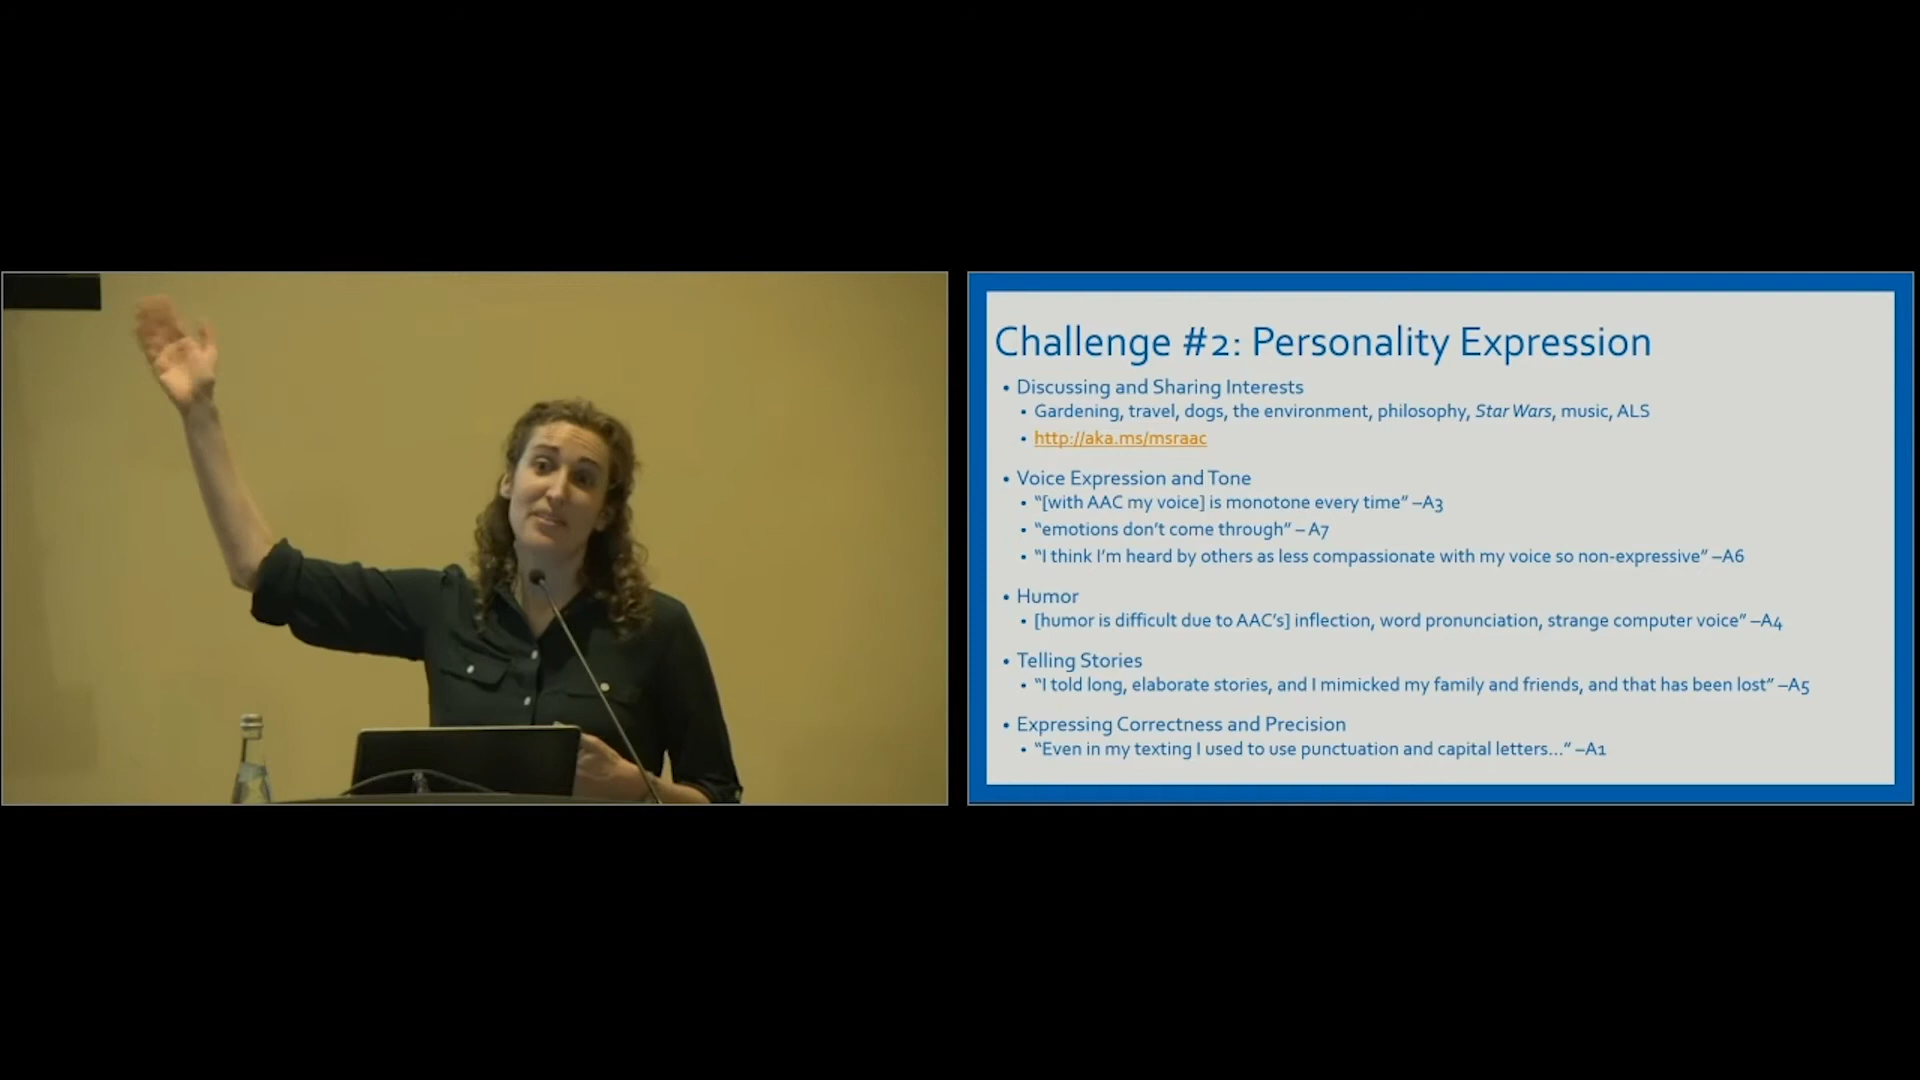 Challenge #2: Personality Expression
• Discussing and Sharing Interests
• Gardening, travel, dogs, the environment, philosophy, Star Wars, music, ALS
• http://aka.ms/msraac
• Voice Expression and Tone
• “[with AAC my voice] is monotone every time” –A3
• “emotions don’t come through” – A7
• “I think I’m heard by others as less compassionate with my voice so non-expressive” –A6
• Humor
• [humor is difficult due to AAC’s] inflection, word pronunciation, strange computer voice” –A4
• Telling Stories
• “I told long, elaborate stories, and I mimicked my family and friends, and that has been lost” –A5
• Expressing Correctness and Precision
• “Even in my texting I used to use punctuation and capital letters...” –A1